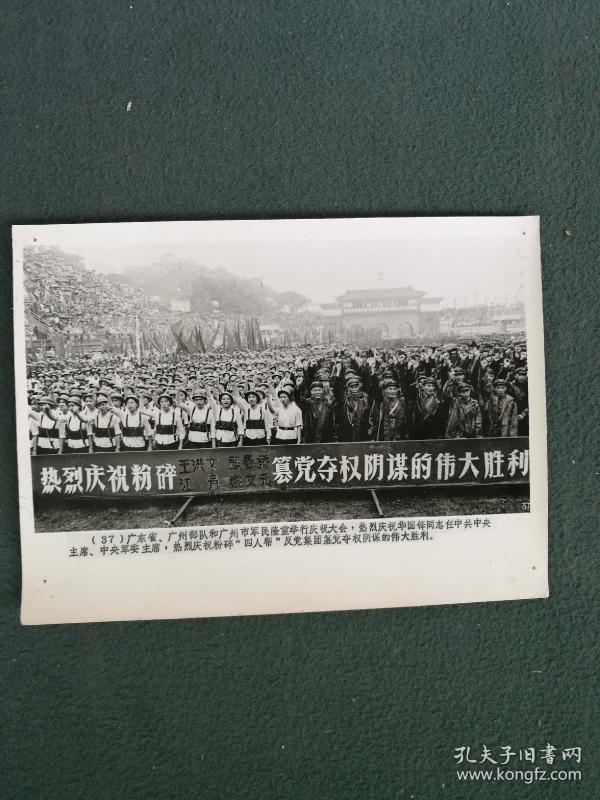 热烈庆祝粉碎 王洪文 张春桥 篡党夺权阴谋的伟大胜利
江青 姚文元
57
(37)广东省、广州部队和广州市军民隆重举行庆祝大会，热烈庆祝华国锋同志任中共中央
主席、中央军委主席，热烈庆祝粉碎“四人帮”反党集团篡党夺权阴谋的伟大胜利。
孔夫子旧书网
www.kongfz.com